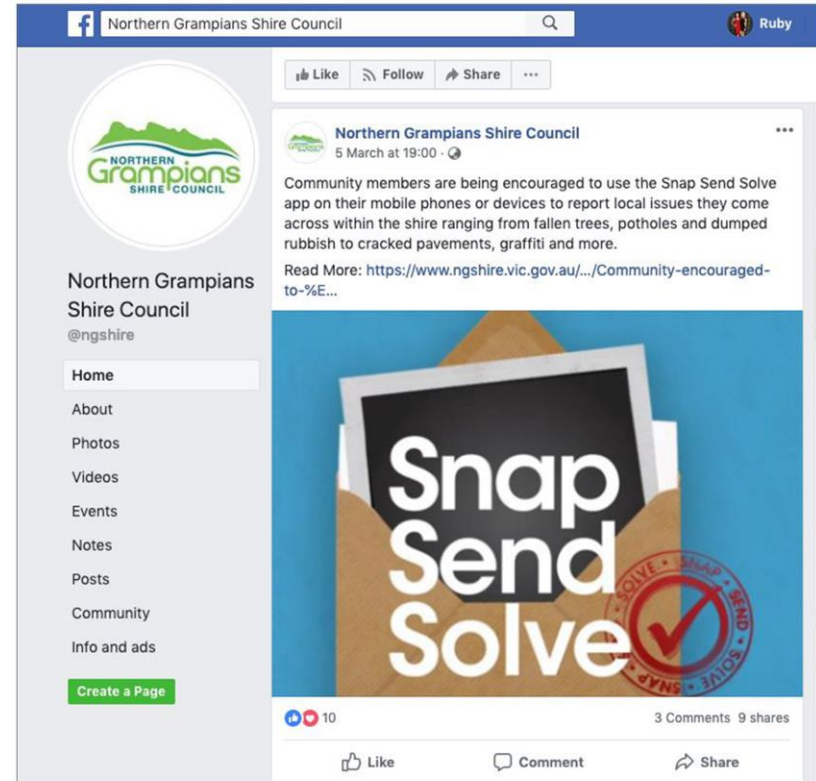 Northern Grampians Shire Council
Ruby
Like Follow Share
NORTHERN
Grampians
SHIRE COUNCIL
Northern Grampians
Shire Council
@ngshire
Home
About
Photos
Videos
Events
Notes
Posts
Community
Info and ads
Create a Page
Northern Grampians Shire Council
5 March at 19:00 ·
Community members are being encouraged to use the Snap Send Solve
app on their mobile phones or devices to report local issues they come
across within the shire ranging from fallen trees, potholes and dumped
rubbish to cracked pavements, graffiti and more.
Read More: https://www.ngshire.vic.gov.au/.../Community-encouraged-
to-%E...
Snap
Send
Solve
SOLVE • SNAP • SEND • SOLVE • SNAP • SEND
10
3 Comments 9 shares
Like Comment Share